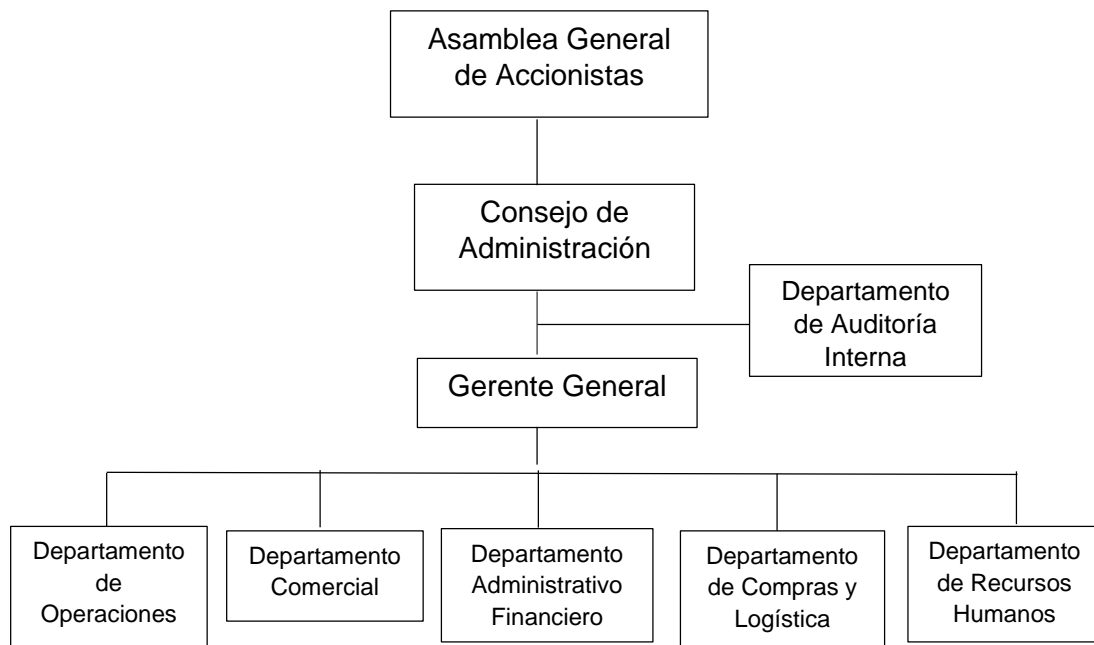 Asamblea General
de Accionistas
Consejo de
Administración
Departamento
de Auditoría
Interna
Gerente General
Departamento
de
Operaciones
Departamento
Comercial
Departamento
Administrativo
Financiero
Departamento
de Compras y
Logística
Departamento
de Recursos
Humanos